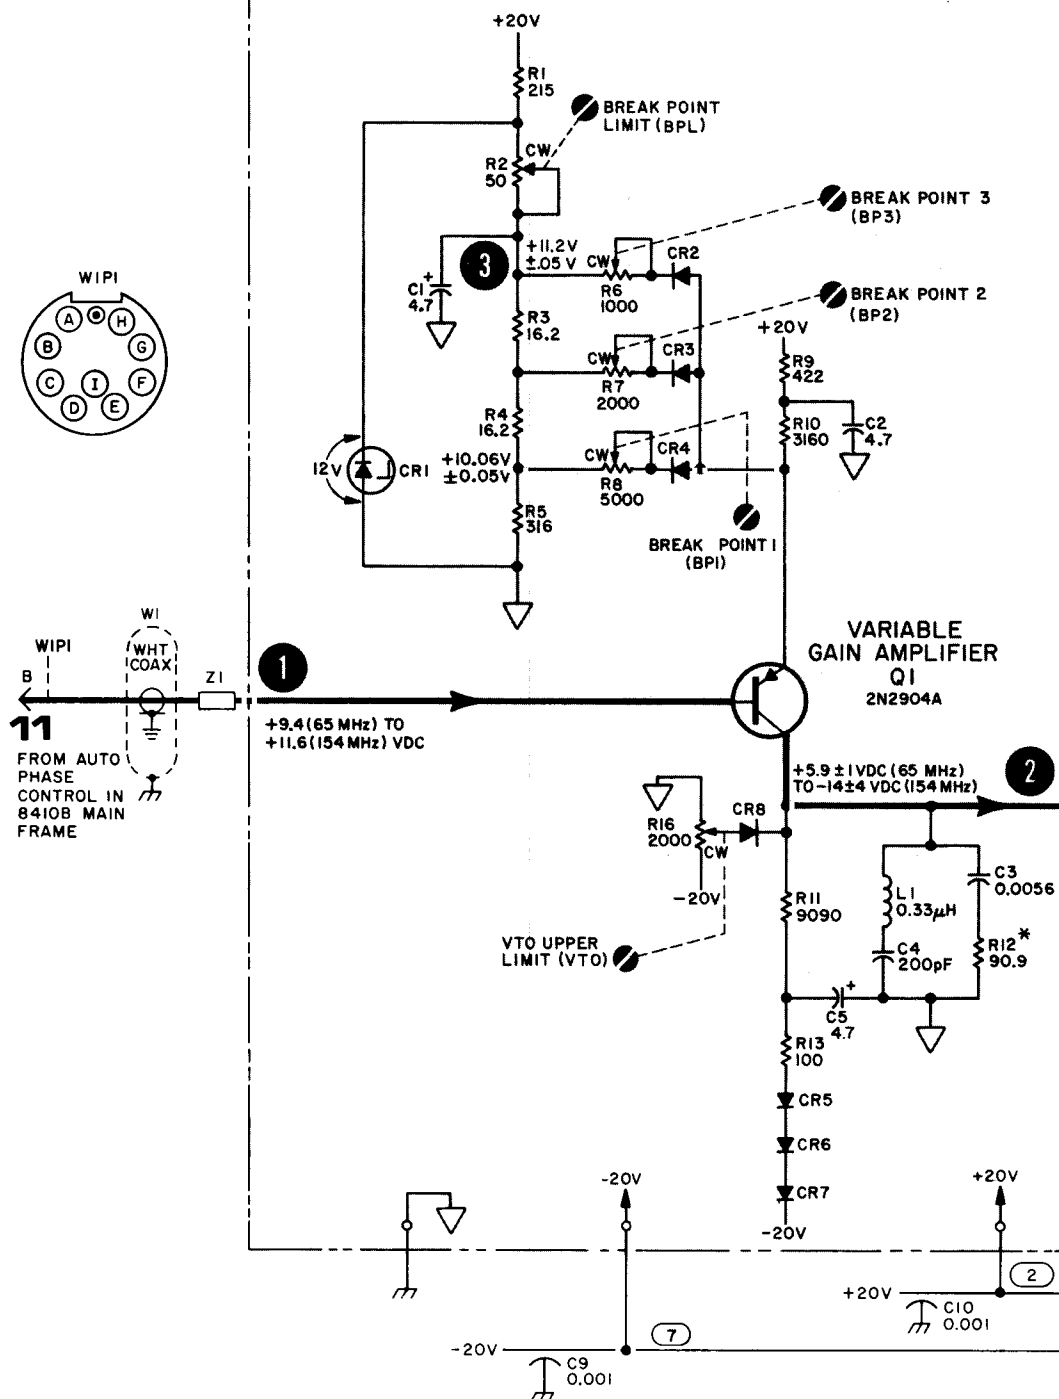 +20V
R1
215
BREAK POINT
LIMIT (BPL)
CW
R2
50
BREAK POINT 3
(BP3)
3
+11.2V
±.05 V
CW
CR2
R6
1000
C1
+
4.7
BREAK POINT 2
(BP2)
W1P1
A
H
B
G
C
I
F
D
E
R3
16.2
+20V
CW
CR3
R7
2000
R9
422
R4
16.2
R10
3160
C2
4.7
12V
CR1
+10.06V
±0.05V
CW
CR4
R8
5000
R5
316
BREAK POINT 1
(BP1)
W1
W1P1
WHT
COAX
Z1
B
1
VARIABLE
GAIN AMPLIFIER
Q1
2N2904A
11
+9.4 (65 MHz) TO
+11.6 (154 MHz) VDC
FROM AUTO
PHASE
CONTROL IN
8410B MAIN
FRAME
+5.9 ±1VDC (65 MHz)
TO -14±4 VDC (154 MHz)
2
R16
2000
CR8
CW
-20V
R11
9090
L1
0.33μH
C3
0.0056
VTO UPPER
LIMIT (VTO)
C4
200pF
R12*
90.9
C5
+
4.7
R13
100
CR5
CR6
CR7
-20V
-20V
+20V
2
+20V
C10
0.001
7
-20V
C9
0.001